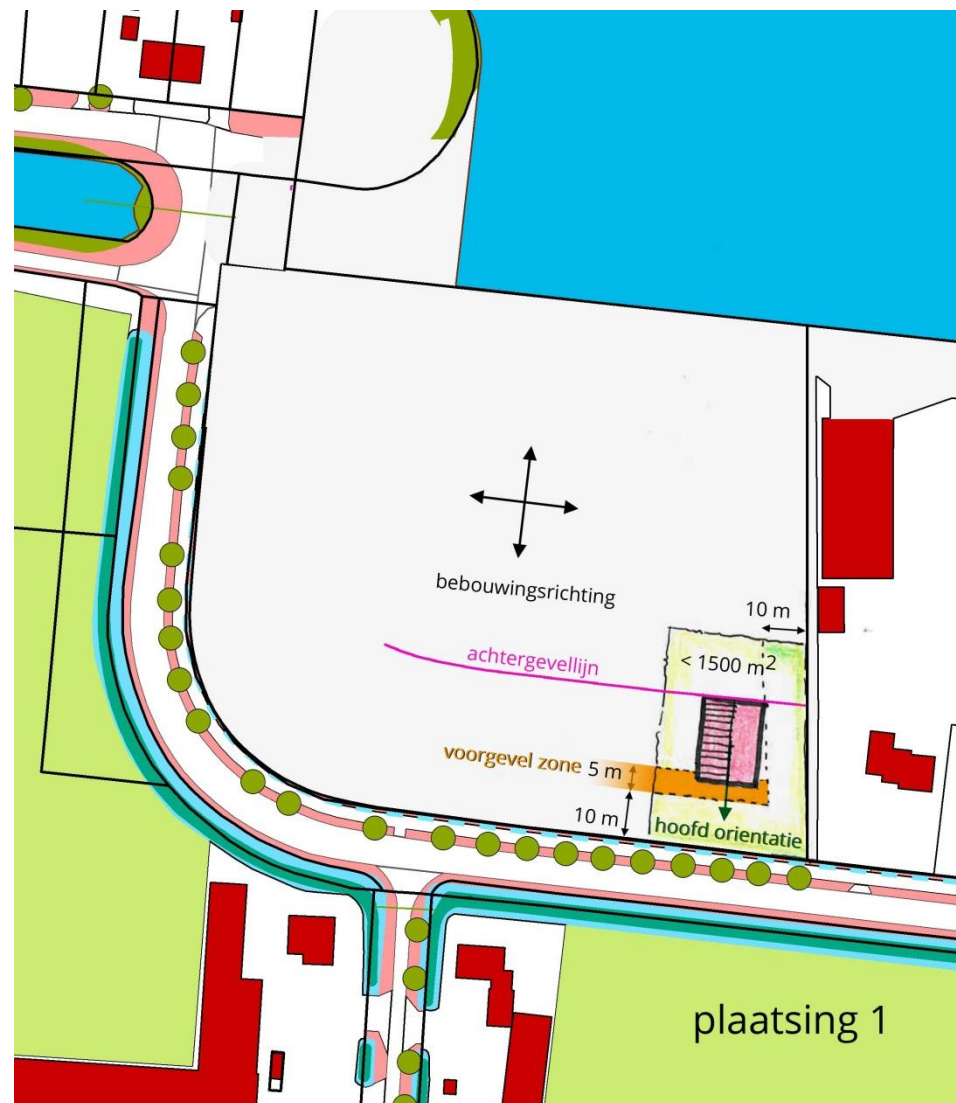 bebouwingsrichting
10 m
achtergevellijn
< 1500 m2
voorgevel zone
5 m
10 m
hoofd orientatie
plaatsing 1